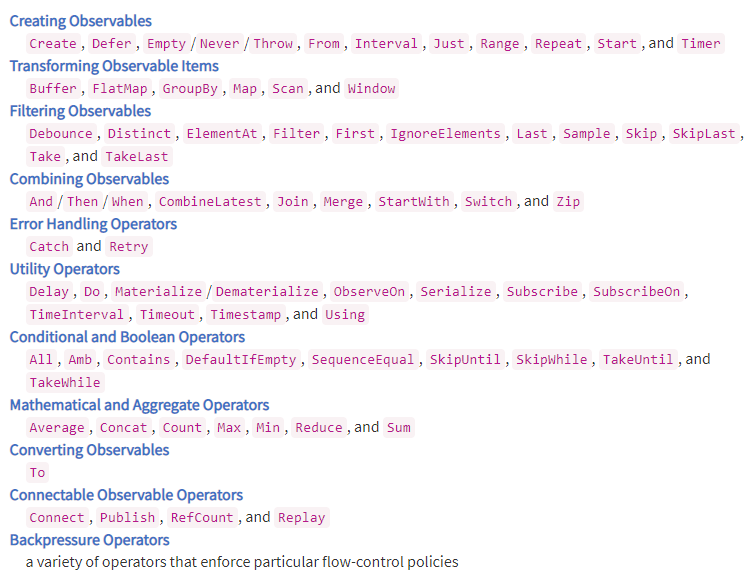 Creating Observables
Create, Defer, Empty/Never/Throw, From, Interval, Just, Range, Repeat, Start, and Timer
Transforming Observable Items
Buffer, FlatMap, GroupBy, Map, Scan, and Window
Filtering Observables
Debounce, Distinct, ElementAt, Filter, First, IgnoreElements, Last, Sample, Skip, SkipLast,
Take, and TakeLast
Combining Observables
And/Then/When, CombineLatest, Join, Merge, StartWith, Switch, and Zip
Error Handling Operators
Catch and Retry
Utility Operators
Delay, Do, Materialize/Dematerialize, ObserveOn, Serialize, Subscribe, SubscribeOn,
TimeInterval, Timeout, Timestamp, and Using
Conditional and Boolean Operators
All, Amb, Contains, DefaultIfEmpty, SequenceEqual, SkipUntil, SkipWhile, TakeUntil, and
TakeWhile
Mathematical and Aggregate Operators
Average, Concat, Count, Max, Min, Reduce, and Sum
Converting Observables
To
Connectable Observable Operators
Connect, Publish, RefCount, and Replay
Backpressure Operators
a variety of operators that enforce particular flow-control policies